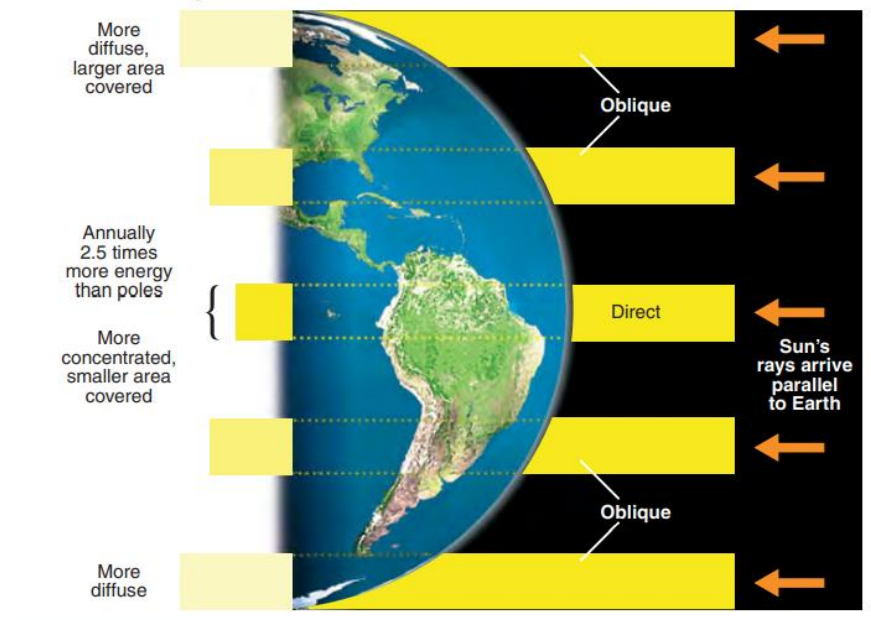 More
diffuse,
larger area
covered
Oblique
Annually
2.5 times
more energy
than poles
More
concentrated,
smaller area
covered
Direct
Sun's
rays arrive
parallel
to Earth
Oblique
More
diffuse